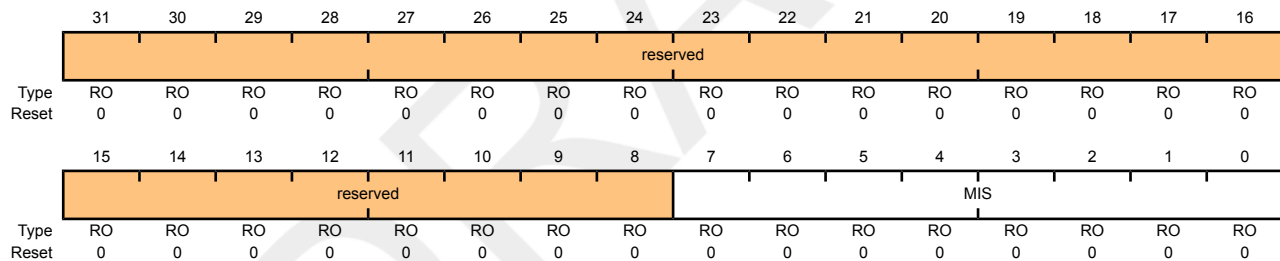 31 30 29 28 27 26 25 24 23 22 21 20 19 18 17 16
reserved
Type RO RO RO RO RO RO RO RO RO RO RO RO RO RO RO RO
Reset 0 0 0 0 0 0 0 0 0 0 0 0 0 0 0 0
15 14 13 12 11 10 9 8 7 6 5 4 3 2 1 0
reserved MIS
Type RO RO RO RO RO RO RO RO RO RO RO RO RO RO RO RO
Reset 0 0 0 0 0 0 0 0 0 0 0 0 0 0 0 0